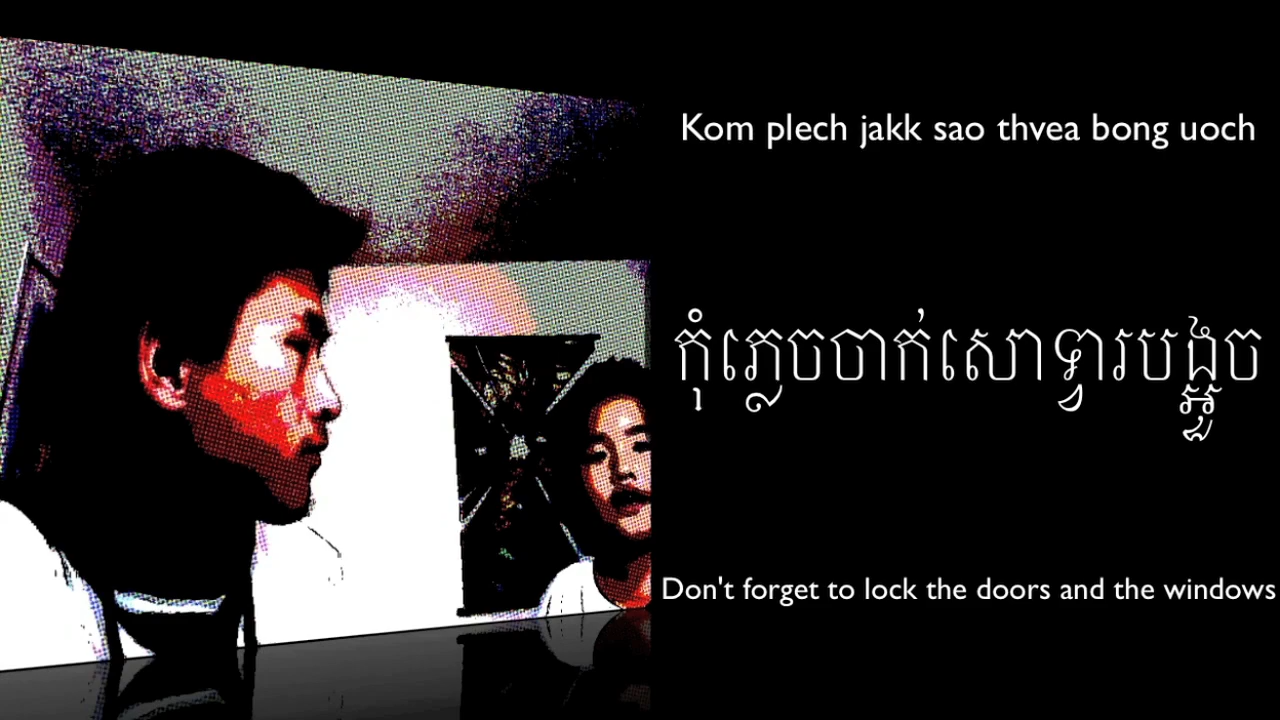 Kom plech jakk sao thvea bong uoch
កុំភ្លេចចាក់សោទ្វារបង្អួច
Don't forget to lock the doors and the windows